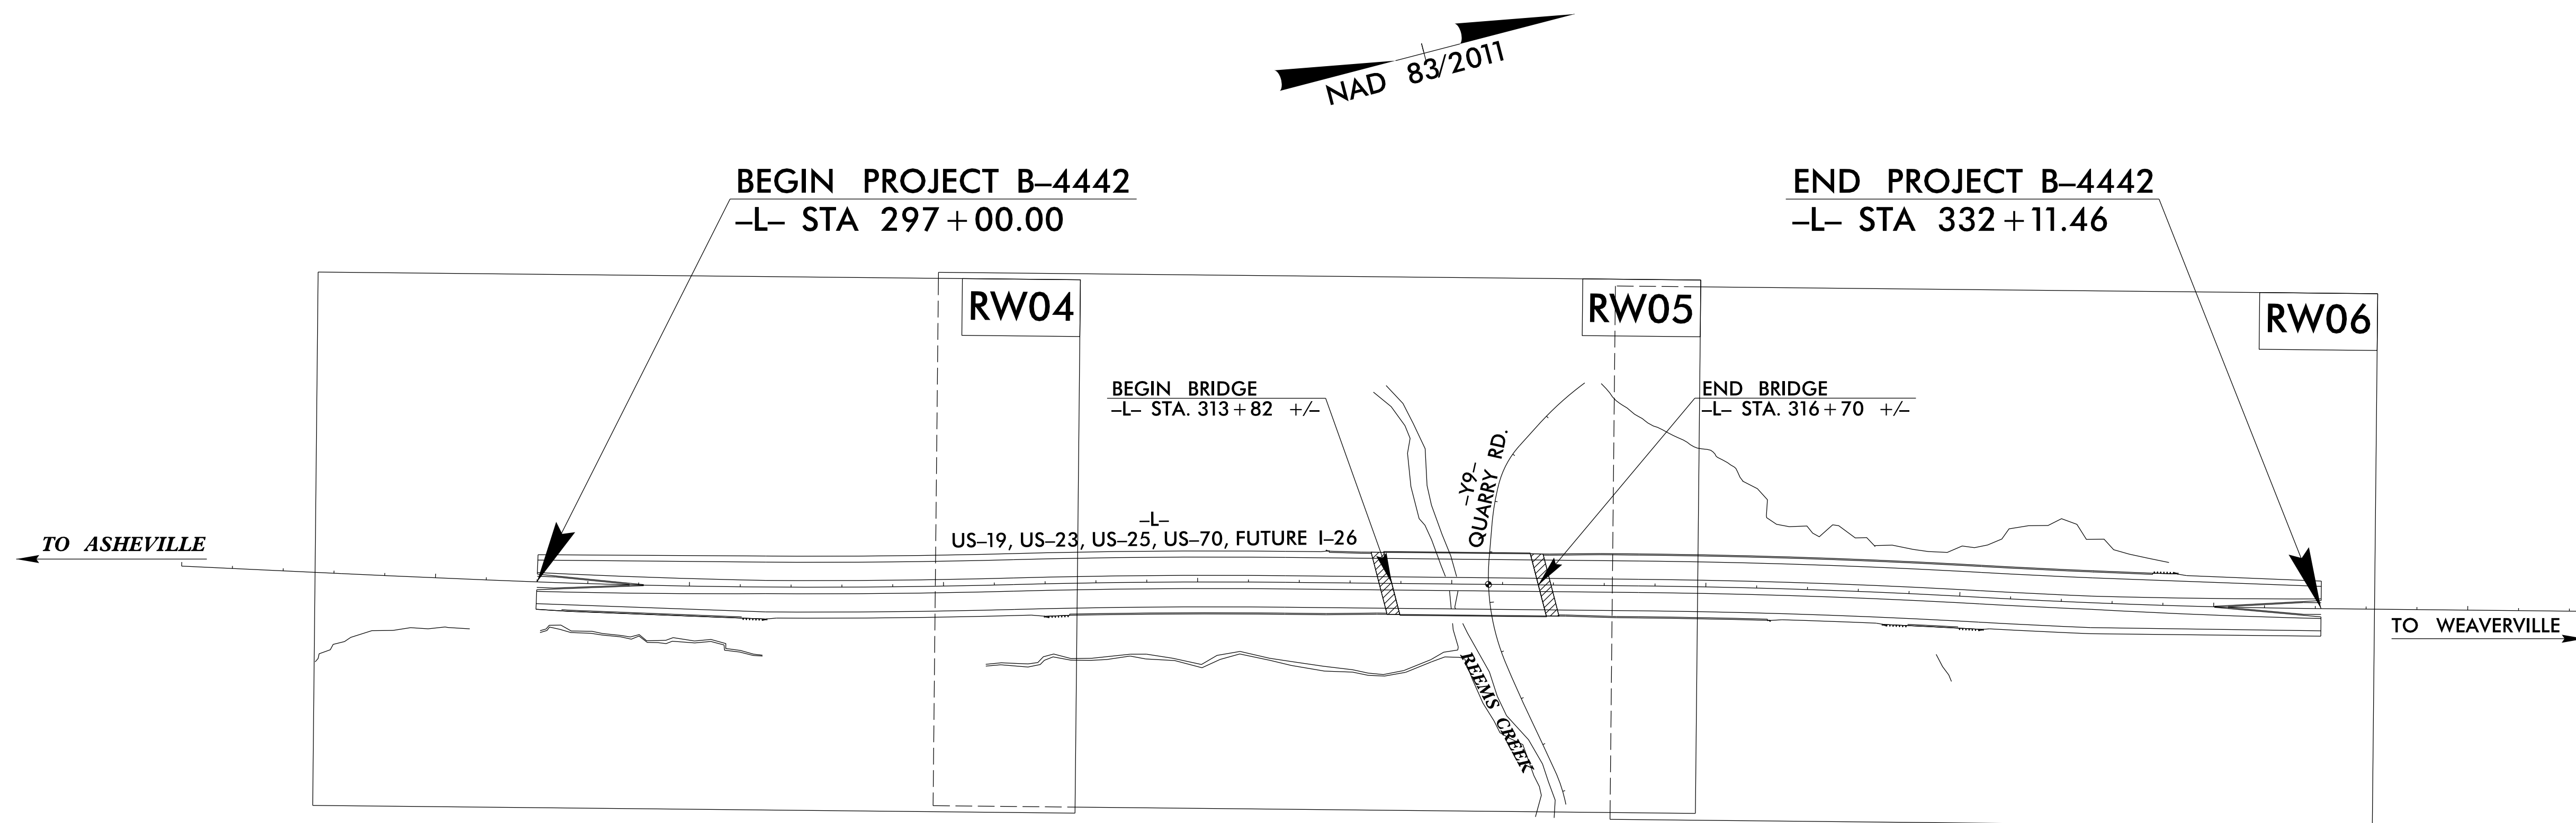 NAD 83/2011
BEGIN PROJECT B–4442
–L– STA 297+00.00
END PROJECT B–4442
–L– STA 332+11.46
RW04
RW05
RW06
BEGIN BRIDGE
–L– STA. 313+82 +/–
END BRIDGE
–L– STA. 316+70 +/–
–Y9–
QUARRY RD.
–L–
US–19, US–23, US–25, US–70, FUTURE I–26
TO ASHEVILLE
TO WEAVERVILLE
REEMS CREEK